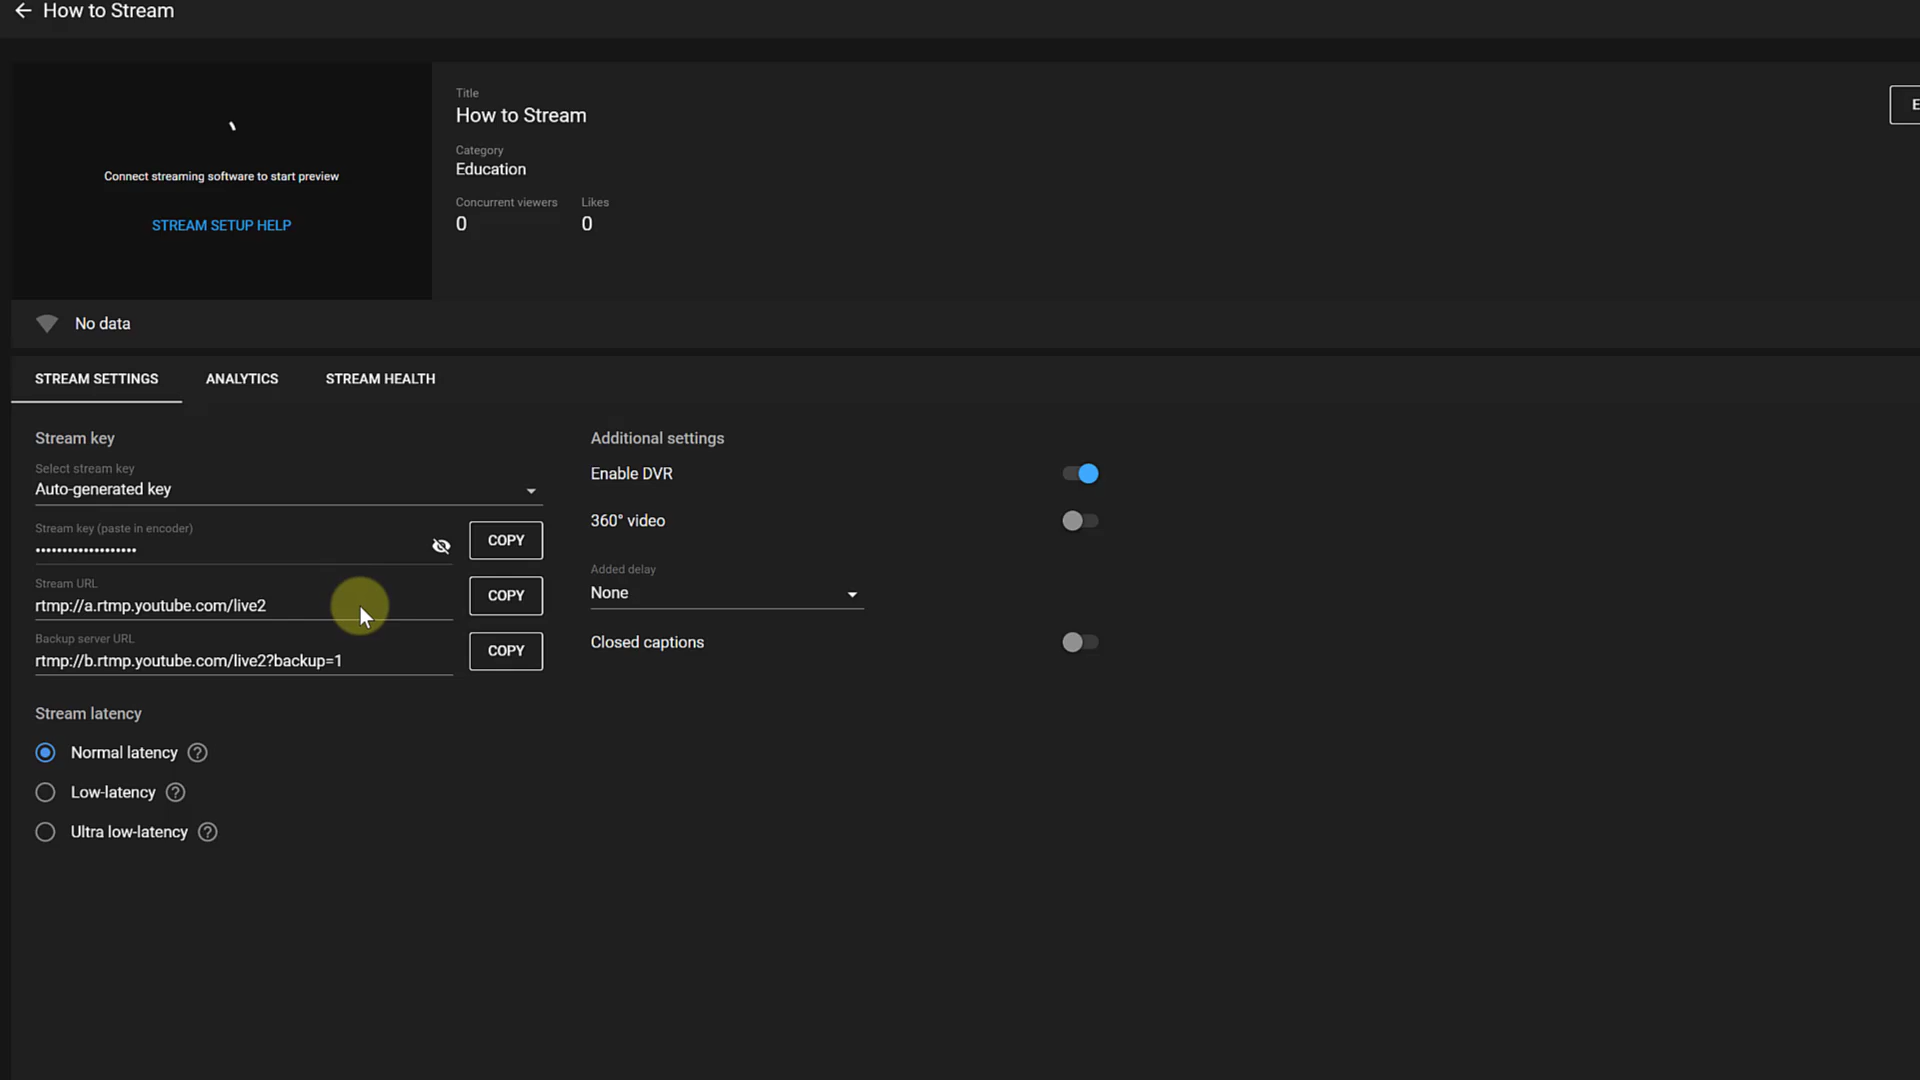 How to Stream
Connect streaming software to start preview
STREAM SETUP HELP
Title
How to Stream
Category
Education
Concurrent viewers
0
Likes
0
E
No data
STREAM SETTINGS
ANALYTICS
STREAM HEALTH
Stream key
Select stream key
Auto-generated key
Stream key (paste in encoder)
•••••••••••••••••••
COPY
Stream URL
rtmp://a.rtmp.youtube.com/live2
COPY
Backup server URL
rtmp://b.rtmp.youtube.com/live2?backup=1
COPY
Stream latency
Normal latency ?
Low-latency ?
Ultra low-latency ?
Additional settings
Enable DVR
360° video
Added delay
None
Closed captions